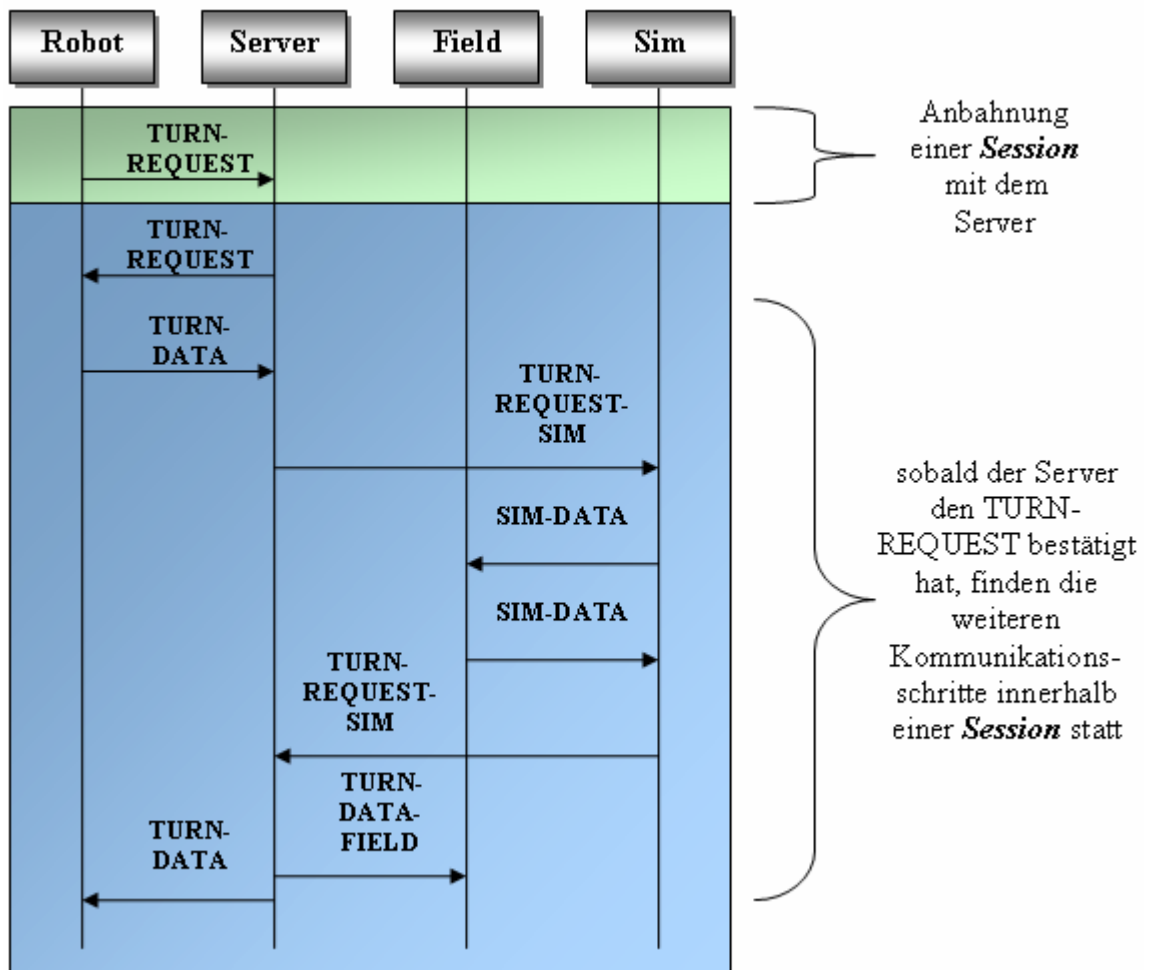 Robot
Server
Field
Sim
TURN-
REQUEST
Anbahnung
einer Session
mit dem
Server
TURN-
REQUEST
TURN-
DATA
TURN-
REQUEST-
SIM
SIM-DATA
SIM-DATA
sobald der Server
den TURN-
REQUEST bestätigt
hat, finden die
weiteren
Kommunikations-
schritte innerhalb
einer Session statt
TURN-
REQUEST-
SIM
TURN-
DATA-
FIELD
TURN-
DATA